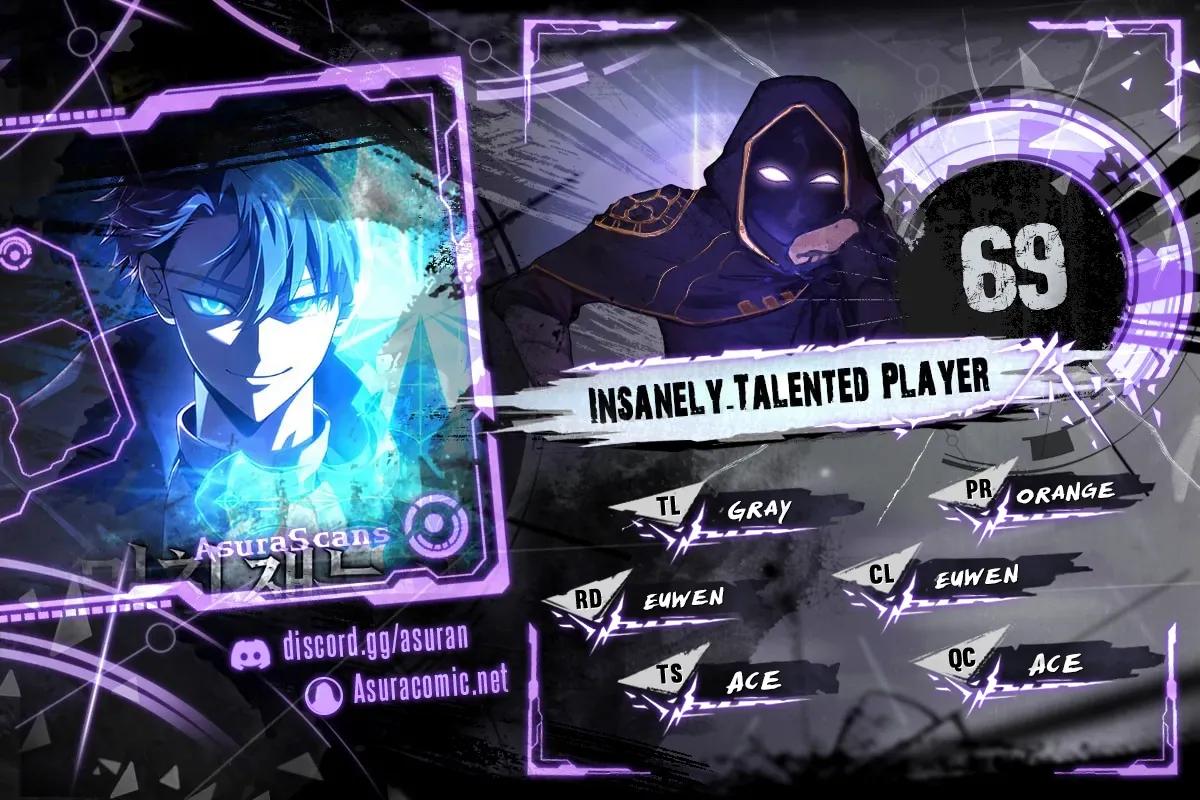 69
INSANELY-TALENTED PLAYER
TL GRAY
PR ORANGE
RD EUWEN
CL EUWEN
TS ACE
QC ACE
AsuraScans
discord.gg/asuran
Asuracomic.net